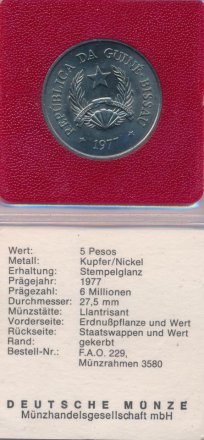 REPÚBLICA DA GUINÉ-BISSAU
1977
Wert: 5 Pesos
Metall: Kupfer/Nickel
Erhaltung: Stempelglanz
Prägejahr: 1977
Prägezahl: 6 Millionen
Durchmesser: 27,5 mm
Münzstätte: Llantrisant
Vorderseite: Erdnußpflanze und Wert
Rückseite: Staatswappen und Wert
Rand: gekerbt
Bestell-Nr.: F.A.O. 229,
Münzrahmen 3580
DEUTSCHE MÜNZE
Münzhandelsgesellschaft mbH